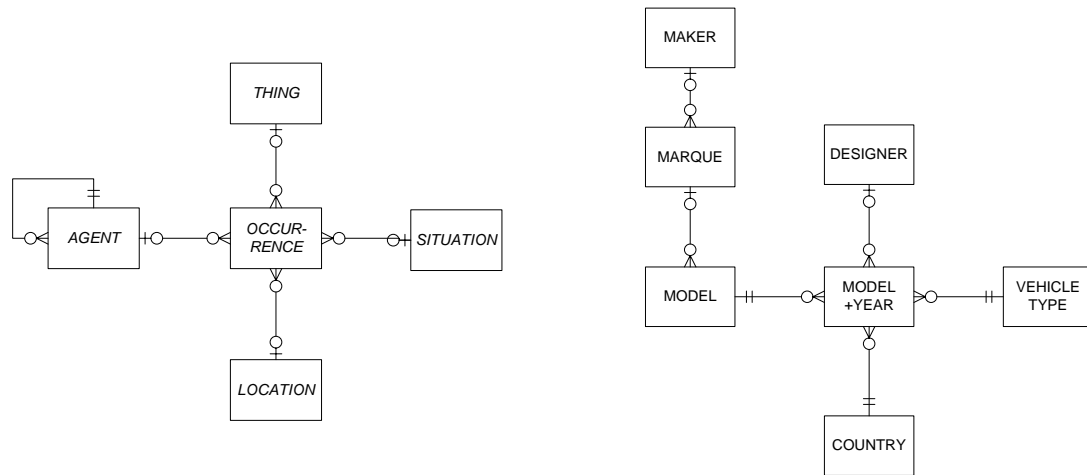 THING
AGENT
OCCUR-
RENCE
SITUATION
LOCATION
MAKER
MARQUE
DESIGNER
MODEL
MODEL
+YEAR
VEHICLE
TYPE
COUNTRY